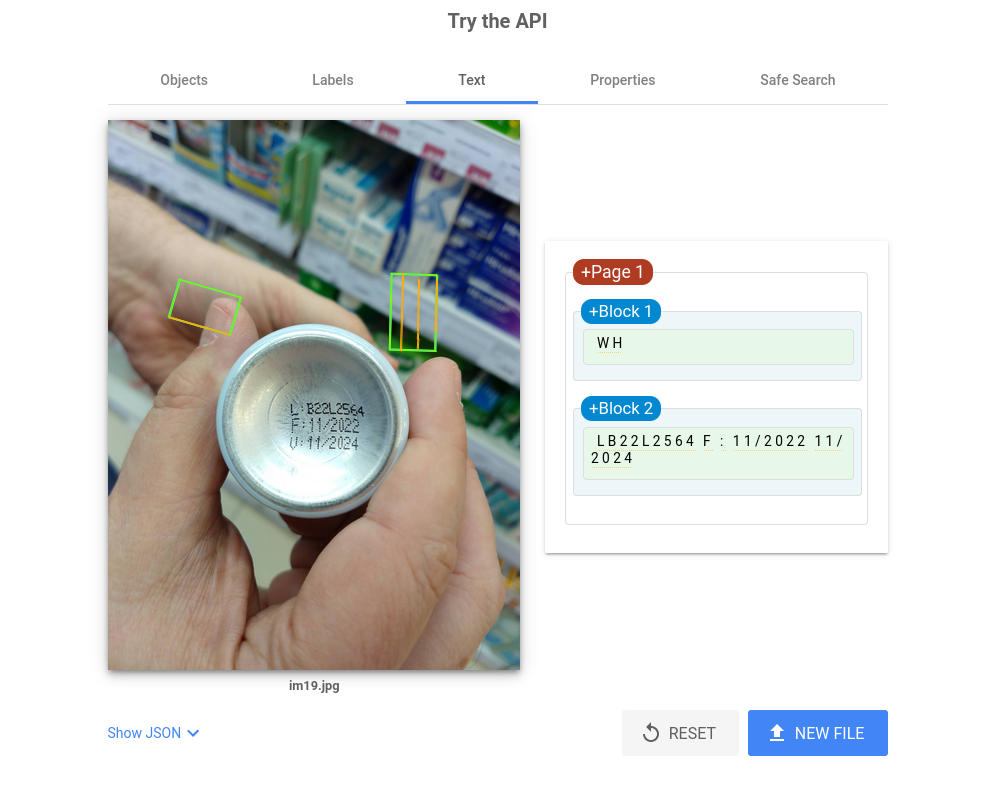 Try the API
Objects
Labels
Text
Properties
Safe Search
L:B22L2564
F:11/2022
V:11/2024
+Page 1
+Block 1
WH
+Block 2
LB22L2564 F : 11/2022 11/
2024
im19.jpg
Show JSON
RESET
NEW FILE